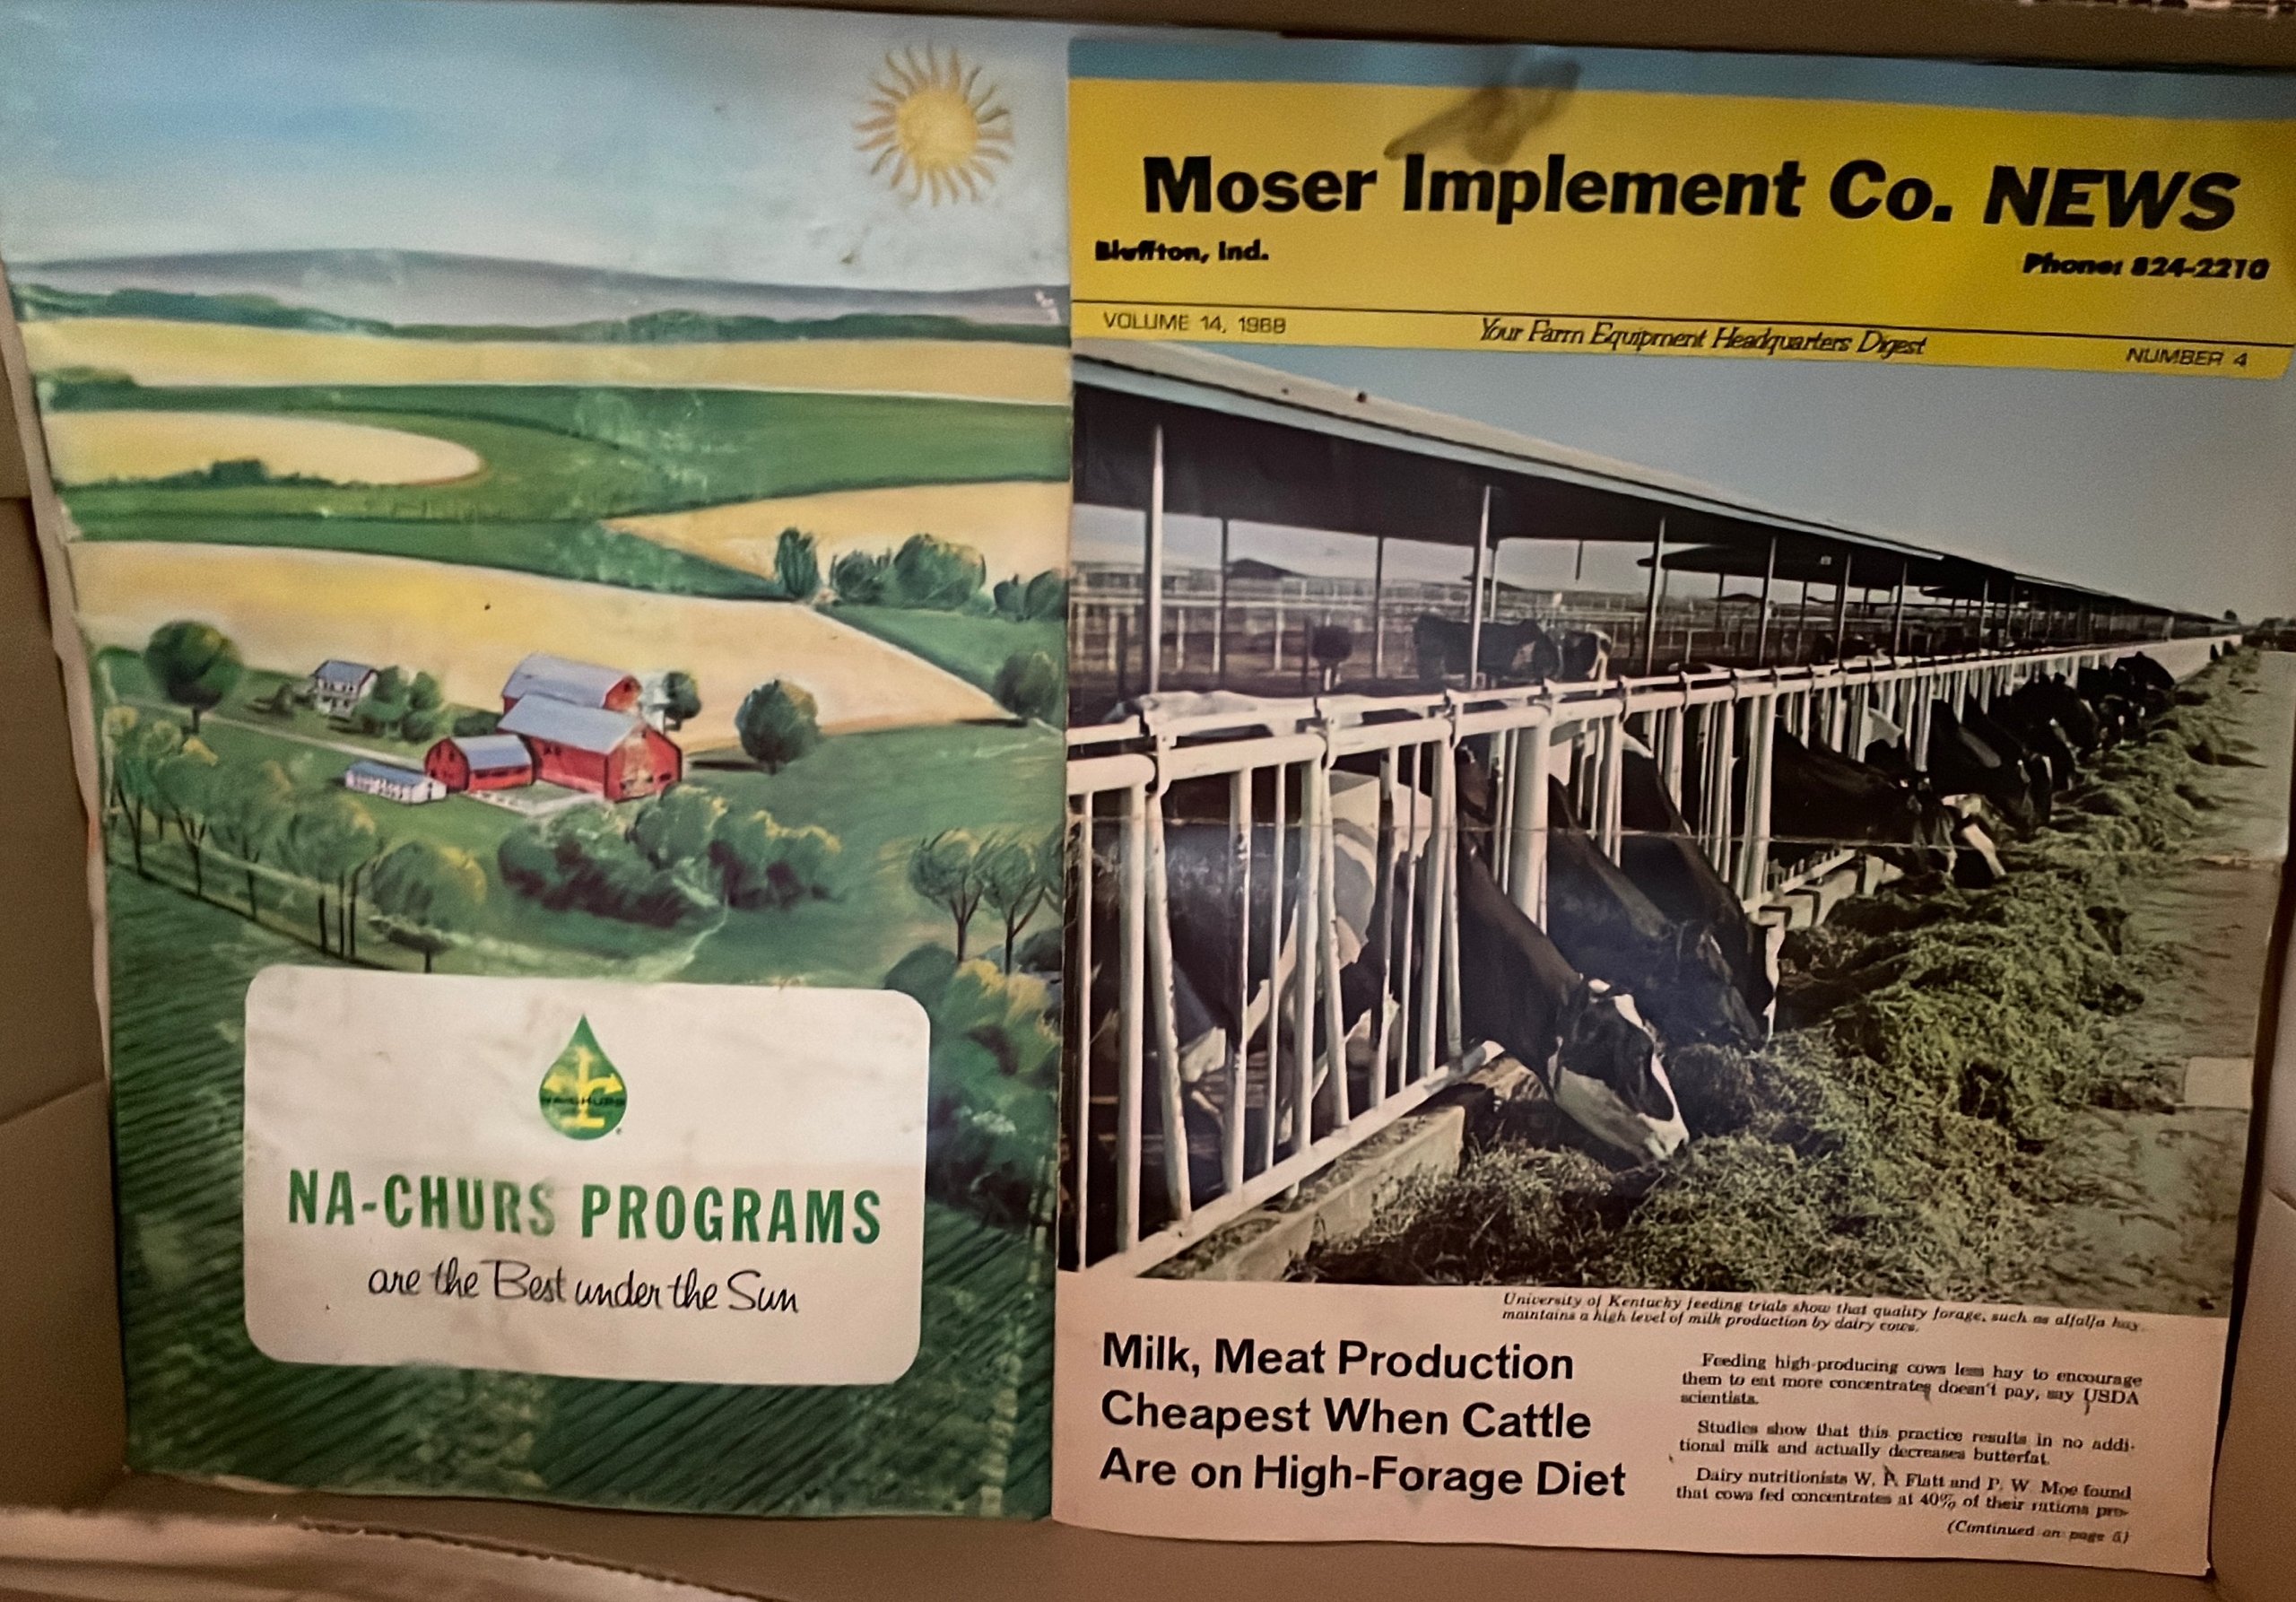 NA-CHURS
NA-CHURS PROGRAMS
are the Best under the Sun
Moser Implement Co. NEWS
Bluffton, Ind.
Phone: 824-2210
VOLUME 14, 1968
Your Farm Equipment Headquarters Digest
NUMBER 4
University of Kentucky feeding trials show that quality forage, such as alfalfa hay
maintains a high level of milk production by dairy cows.
Milk, Meat Production
Cheapest When Cattle
Are on High-Forage Diet
Feeding high-producing cows less hay to encourage
them to eat more concentrates doesn't pay, say USDA
scientists.
Studies show that this practice results in no addi-
tional milk and actually decreases butterfat.
Dairy nutritionists W. P. Flatt and P. W. Moe found
that cows fed concentrates at 40% of their rations pro-
(Continued on page 5)